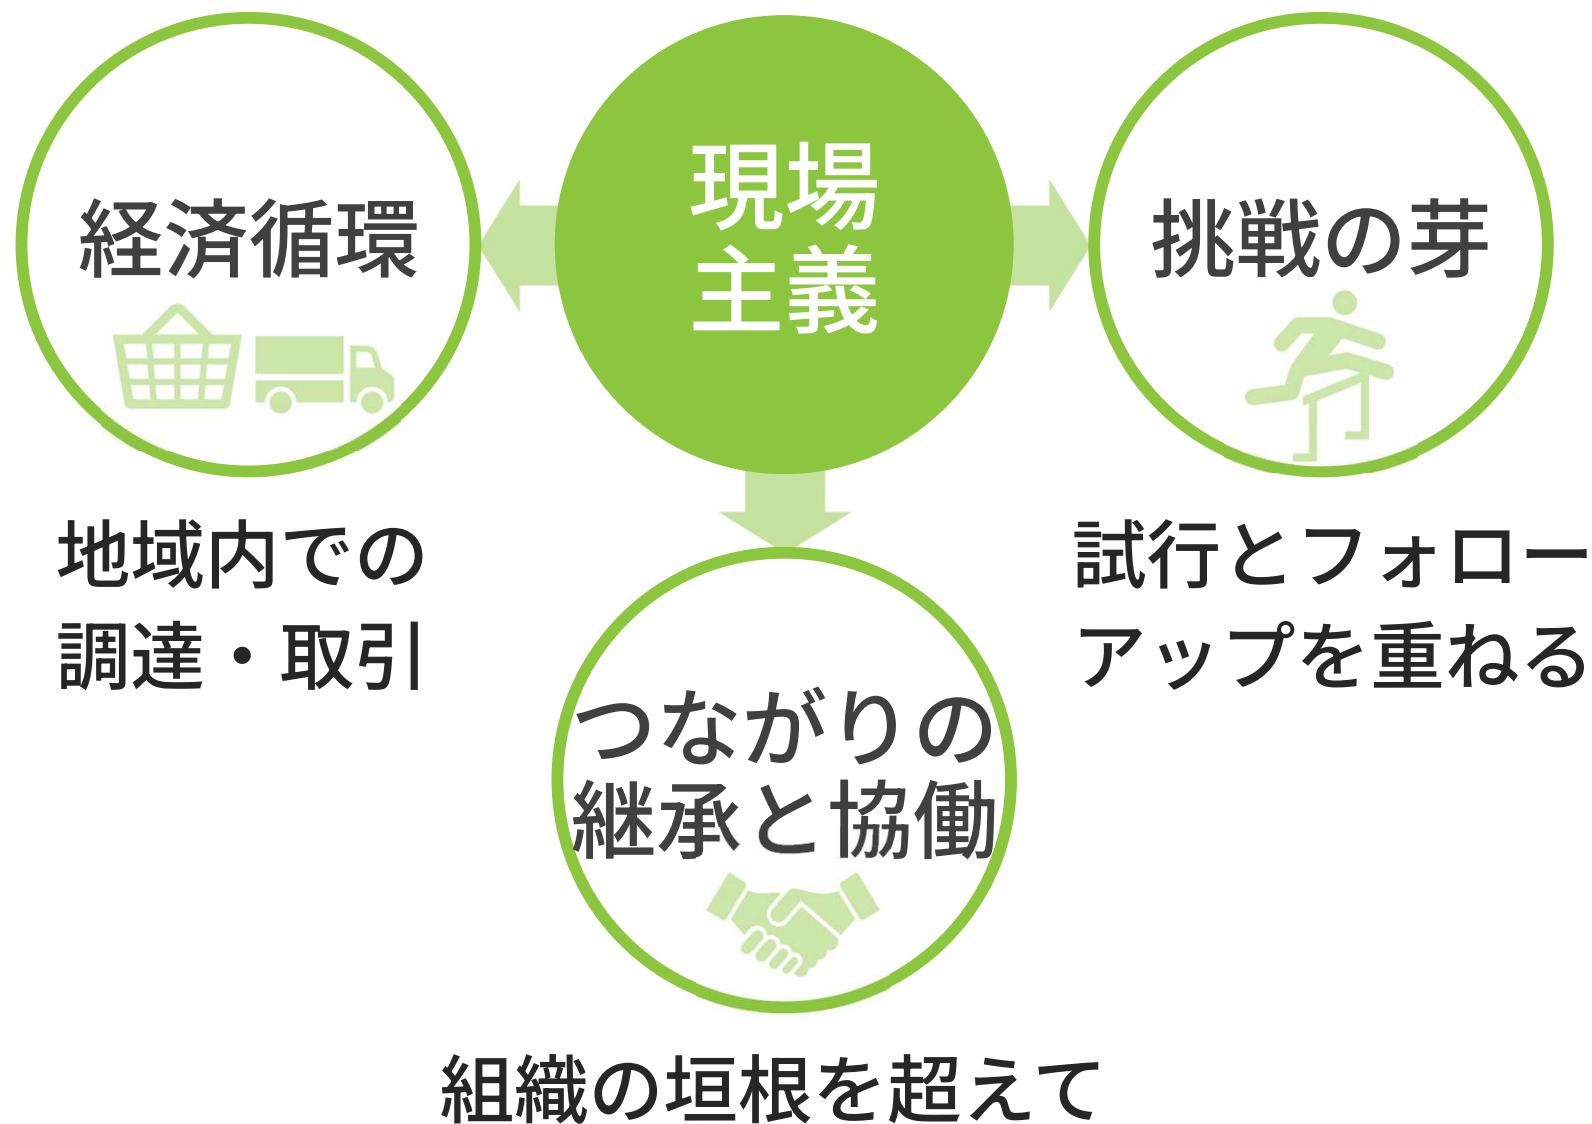 現場
主義
経済循環
地域内での
調達・取引
挑戦の芽
試行とフォロー
アップを重ねる
つながりの
継承と協働
組織の垣根を超えて